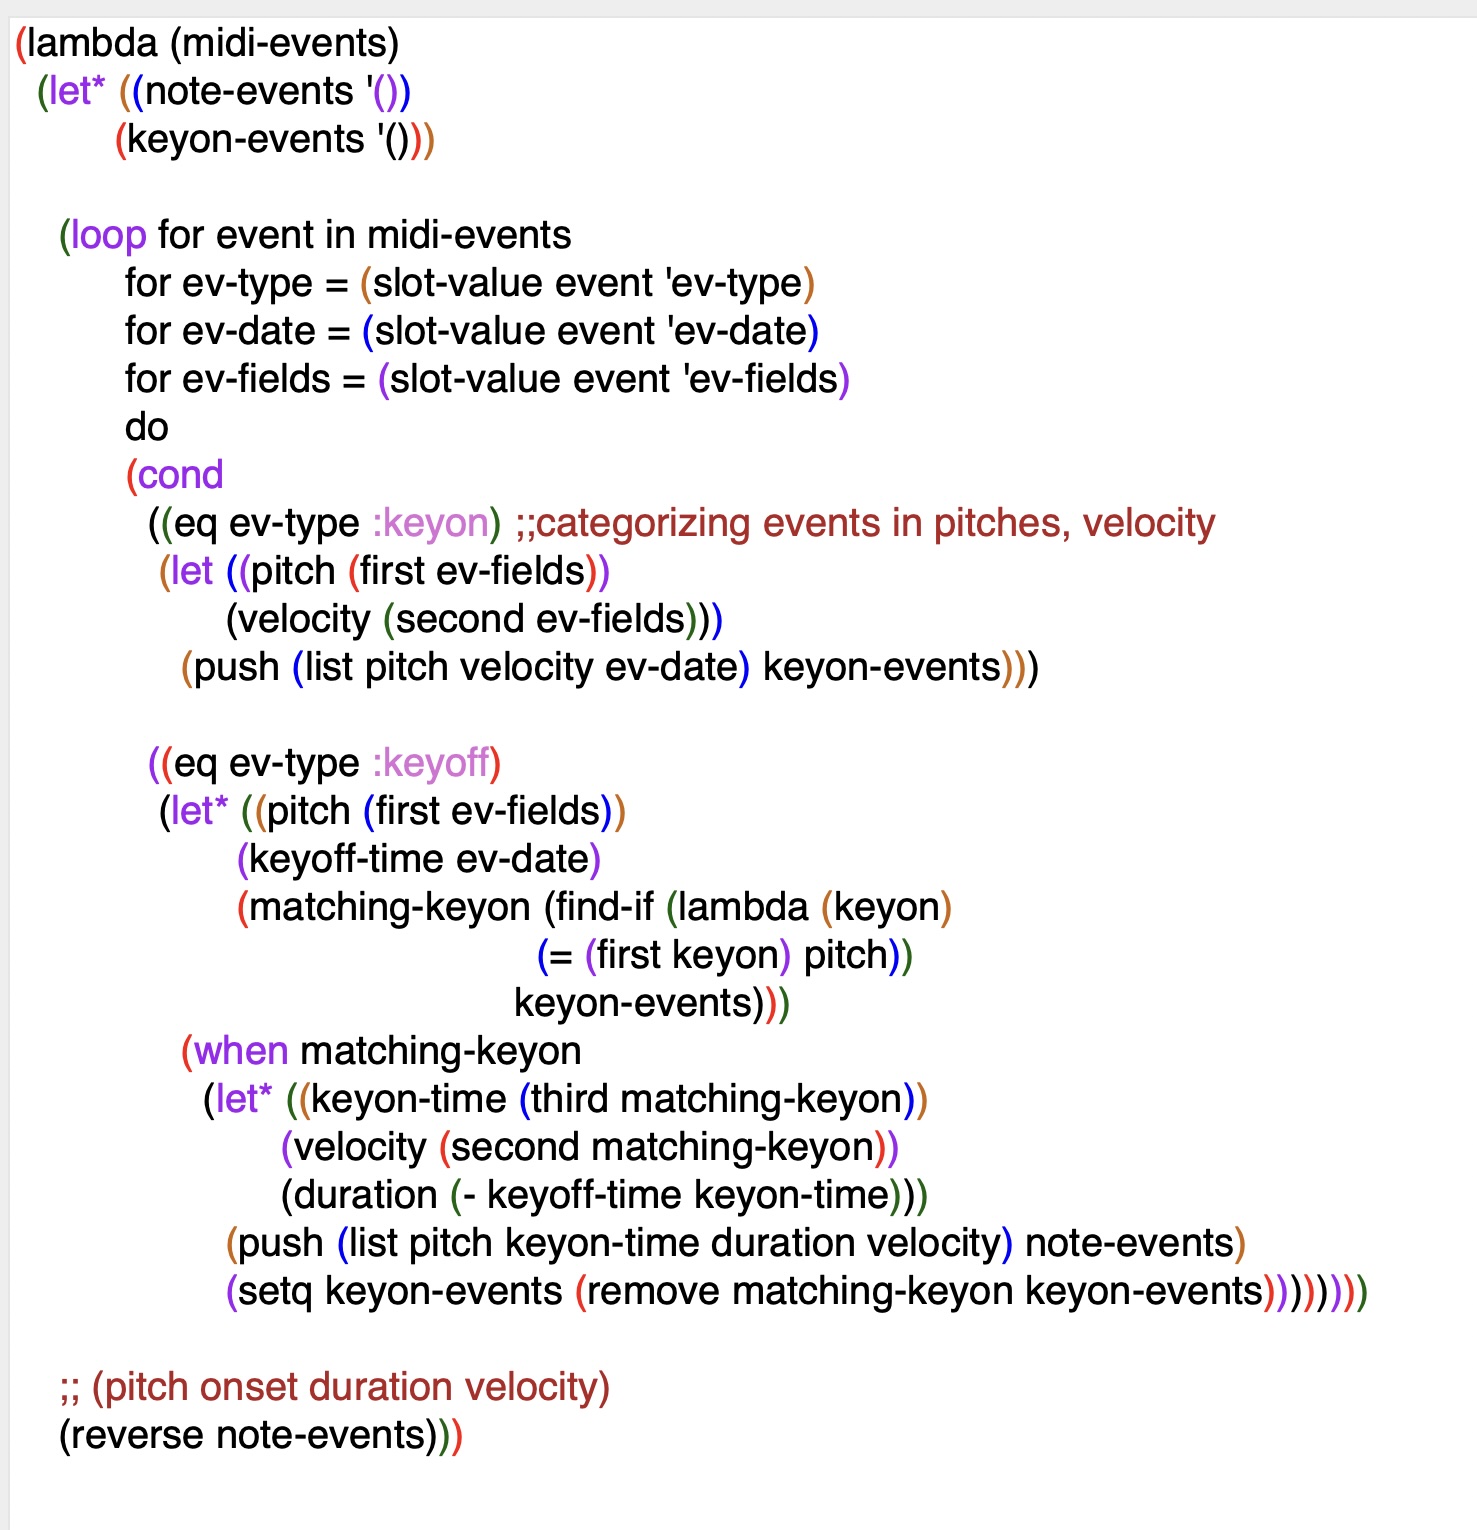 (lambda (midi-events)
(let* ((note-events '())
(keyon-events '()))
(loop for event in midi-events
for ev-type = (slot-value event 'ev-type)
for ev-date = (slot-value event 'ev-date)
for ev-fields = (slot-value event 'ev-fields)
do
(cond
((eq ev-type :keyon) ;;categorizing events in pitches, velocity
(let ((pitch (first ev-fields))
(velocity (second ev-fields)))
(push (list pitch velocity ev-date) keyon-events)))
((eq ev-type :keyoff)
(let* ((pitch (first ev-fields))
(keyoff-time ev-date)
(matching-keyon (find-if (lambda (keyon)
(= (first keyon) pitch))
keyon-events)))
(when matching-keyon
(let* ((keyon-time (third matching-keyon))
(velocity (second matching-keyon))
(duration (- keyoff-time keyon-time)))
(push (list pitch keyon-time duration velocity) note-events)
(setq keyon-events (remove matching-keyon keyon-events))))))))
;; (pitch onset duration velocity)
(reverse note-events)))